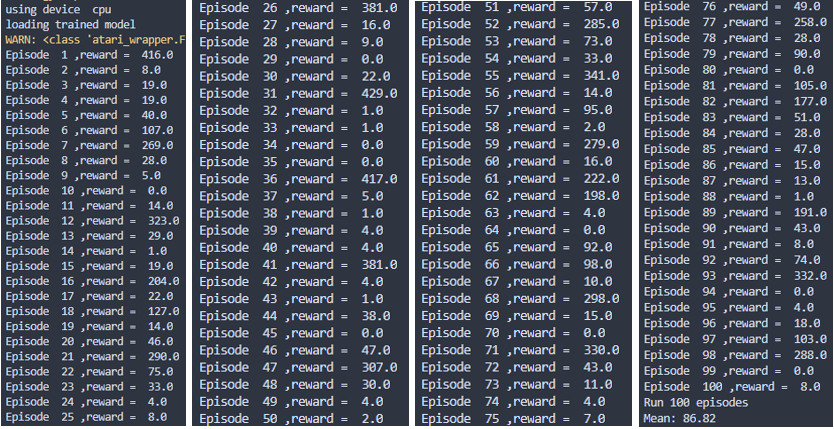 using device  cpu
loading trained model
WARN: <class 'atari_wrapper.F
Episode  1 ,reward =  416.0
Episode  2 ,reward =  8.0
Episode  3 ,reward =  19.0
Episode  4 ,reward =  19.0
Episode  5 ,reward =  40.0
Episode  6 ,reward =  107.0
Episode  7 ,reward =  269.0
Episode  8 ,reward =  28.0
Episode  9 ,reward =  5.0
Episode  10 ,reward =  0.0
Episode  11 ,reward =  14.0
Episode  12 ,reward =  323.0
Episode  13 ,reward =  29.0
Episode  14 ,reward =  1.0
Episode  15 ,reward =  19.0
Episode  16 ,reward =  204.0
Episode  17 ,reward =  22.0
Episode  18 ,reward =  127.0
Episode  19 ,reward =  14.0
Episode  20 ,reward =  46.0
Episode  21 ,reward =  290.0
Episode  22 ,reward =  75.0
Episode  23 ,reward =  33.0
Episode  24 ,reward =  4.0
Episode  25 ,reward =  8.0
Episode  26 ,reward =  381.0
Episode  27 ,reward =  16.0
Episode  28 ,reward =  9.0
Episode  29 ,reward =  0.0
Episode  30 ,reward =  22.0
Episode  31 ,reward =  429.0
Episode  32 ,reward =  1.0
Episode  33 ,reward =  1.0
Episode  34 ,reward =  0.0
Episode  35 ,reward =  0.0
Episode  36 ,reward =  417.0
Episode  37 ,reward =  5.0
Episode  38 ,reward =  1.0
Episode  39 ,reward =  4.0
Episode  40 ,reward =  4.0
Episode  41 ,reward =  381.0
Episode  42 ,reward =  4.0
Episode  43 ,reward =  1.0
Episode  44 ,reward =  38.0
Episode  45 ,reward =  0.0
Episode  46 ,reward =  47.0
Episode  47 ,reward =  307.0
Episode  48 ,reward =  30.0
Episode  49 ,reward =  4.0
Episode  50 ,reward =  2.0
Episode  51 ,reward =  57.0
Episode  52 ,reward =  285.0
Episode  53 ,reward =  73.0
Episode  54 ,reward =  33.0
Episode  55 ,reward =  341.0
Episode  56 ,reward =  14.0
Episode  57 ,reward =  95.0
Episode  58 ,reward =  2.0
Episode  59 ,reward =  279.0
Episode  60 ,reward =  16.0
Episode  61 ,reward =  222.0
Episode  62 ,reward =  198.0
Episode  63 ,reward =  4.0
Episode  64 ,reward =  0.0
Episode  65 ,reward =  92.0
Episode  66 ,reward =  98.0
Episode  67 ,reward =  10.0
Episode  68 ,reward =  298.0
Episode  69 ,reward =  15.0
Episode  70 ,reward =  0.0
Episode  71 ,reward =  330.0
Episode  72 ,reward =  43.0
Episode  73 ,reward =  11.0
Episode  74 ,reward =  4.0
Episode  75 ,reward =  7.0
Episode  76 ,reward =  49.0
Episode  77 ,reward =  258.0
Episode  78 ,reward =  28.0
Episode  79 ,reward =  90.0
Episode  80 ,reward =  0.0
Episode  81 ,reward =  105.0
Episode  82 ,reward =  177.0
Episode  83 ,reward =  51.0
Episode  84 ,reward =  28.0
Episode  85 ,reward =  47.0
Episode  86 ,reward =  15.0
Episode  87 ,reward =  13.0
Episode  88 ,reward =  1.0
Episode  89 ,reward =  191.0
Episode  90 ,reward =  43.0
Episode  91 ,reward =  8.0
Episode  92 ,reward =  74.0
Episode  93 ,reward =  332.0
Episode  94 ,reward =  0.0
Episode  95 ,reward =  4.0
Episode  96 ,reward =  18.0
Episode  97 ,reward =  103.0
Episode  98 ,reward =  288.0
Episode  99 ,reward =  0.0
Episode  100 ,reward =  8.0
Run 100 episodes
Mean: 86.82